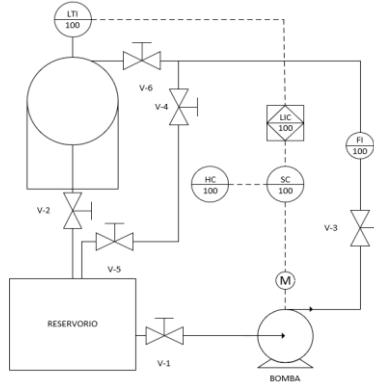 LTI
100
V-6
V-4
LIC
100
FI
100
HC
100
SC
100
V-2
V-3
V-5
M
RESERVORIO
V-1
BOMBA